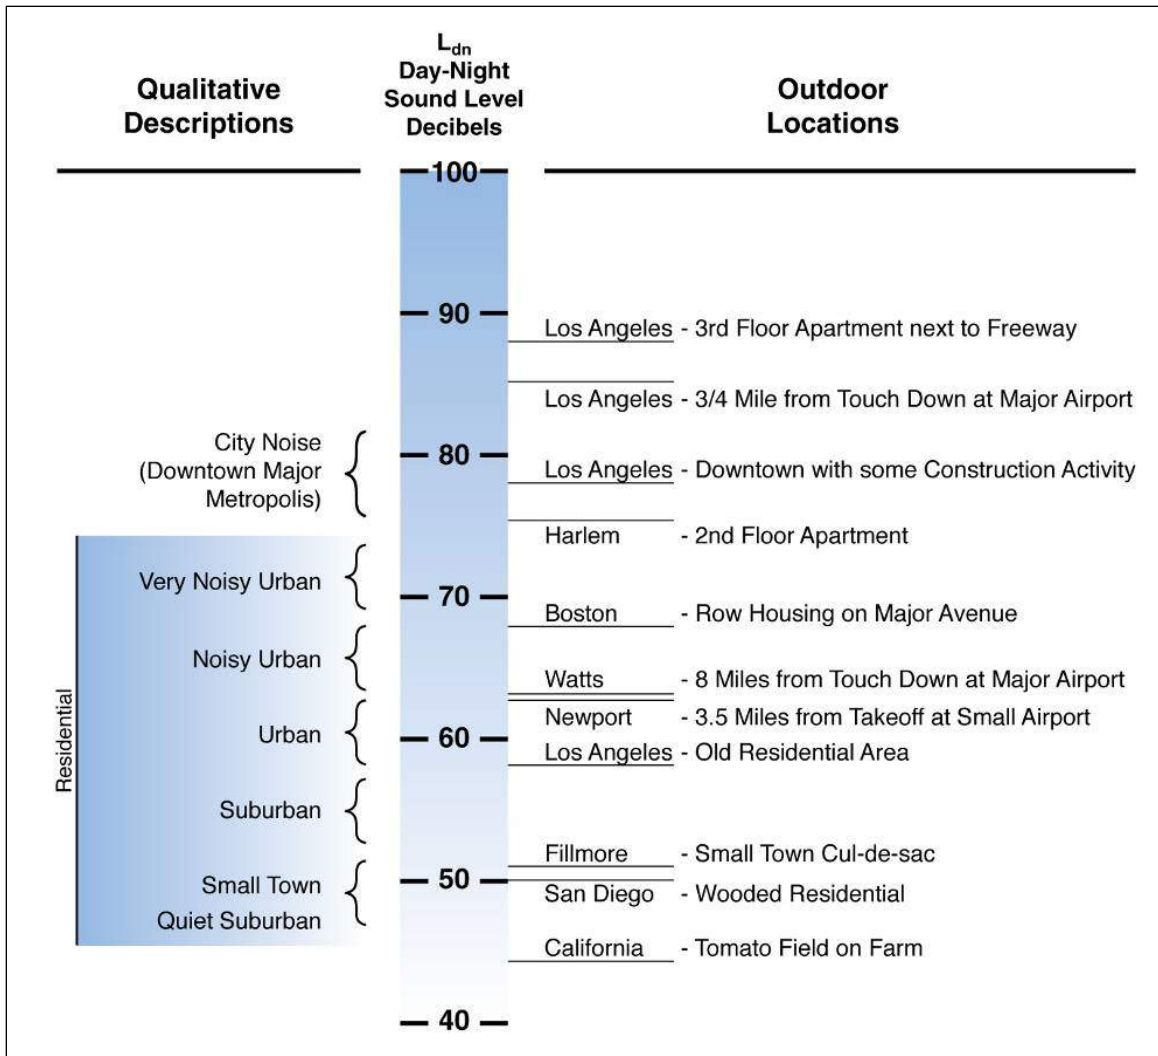 Qualitative
Descriptions
L_dn
Day-Night
Sound Level
Decibels
Outdoor
Locations
100
90
80
70
60
50
40
City Noise
(Downtown Major
Metropolis)
Very Noisy Urban
Noisy Urban
Urban
Suburban
Small Town
Quiet Suburban
Residential
Los Angeles - 3rd Floor Apartment next to Freeway
Los Angeles - 3/4 Mile from Touch Down at Major Airport
Los Angeles - Downtown with some Construction Activity
Harlem - 2nd Floor Apartment
Boston - Row Housing on Major Avenue
Watts - 8 Miles from Touch Down at Major Airport
Newport - 3.5 Miles from Takeoff at Small Airport
Los Angeles - Old Residential Area
Fillmore - Small Town Cul-de-sac
San Diego - Wooded Residential
California - Tomato Field on Farm